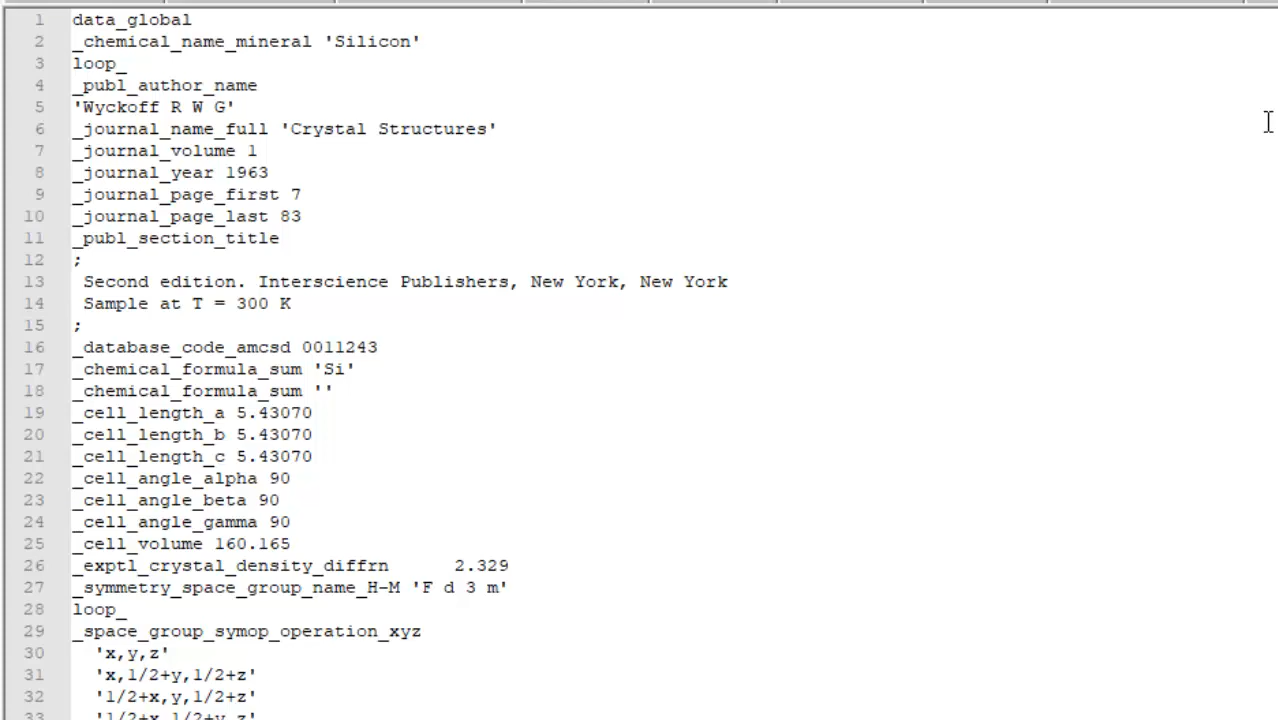 1 data_global
2 _chemical_name_mineral 'Silicon'
3 loop_
4 _publ_author_name
5 'Wyckoff R W G'
6 _journal_name_full 'Crystal Structures'
7 _journal_volume 1
8 _journal_year 1963
9 _journal_page_first 7
10 _journal_page_last 83
11 _publ_section_title
12 ;
13 Second edition. Interscience Publishers, New York, New York
14 Sample at T = 300 K
15 ;
16 _database_code_amcsd 0011243
17 _chemical_formula_sum 'Si'
18 _chemical_formula_sum ''
19 _cell_length_a 5.43070
20 _cell_length_b 5.43070
21 _cell_length_c 5.43070
22 _cell_angle_alpha 90
23 _cell_angle_beta 90
24 _cell_angle_gamma 90
25 _cell_volume 160.165
26 _exptl_crystal_density_diffrn      2.329
27 _symmetry_space_group_name_H-M 'F d 3 m'
28 loop_
29 _space_group_symop_operation_xyz
30 'x,y,z'
31 'x,1/2+y,1/2+z'
32 '1/2+x,y,1/2+z'
33 '1/2+x,1/2+y,z'